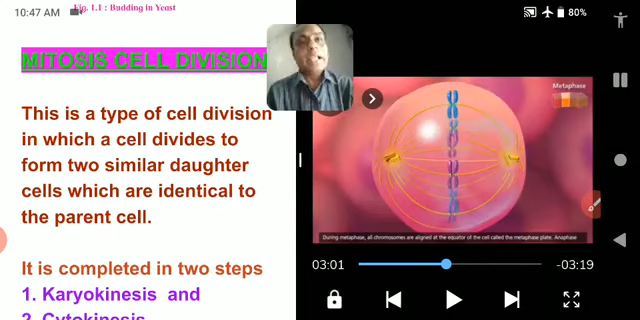 10:47 AM
80%
Fig. 1.1 : Budding in Yeast
MITOSIS CELL DIVISION
This is a type of cell division
in which a cell divides to
form two similar daughter
cells which are identical to
the parent cell.
It is completed in two steps
1. Karyokinesis and
2. Cytokinesis
Metaphase
During metaphase, all chromosomes are aligned at the equator of the cell called the metaphase plate. Anaphase
03:01
-03:19